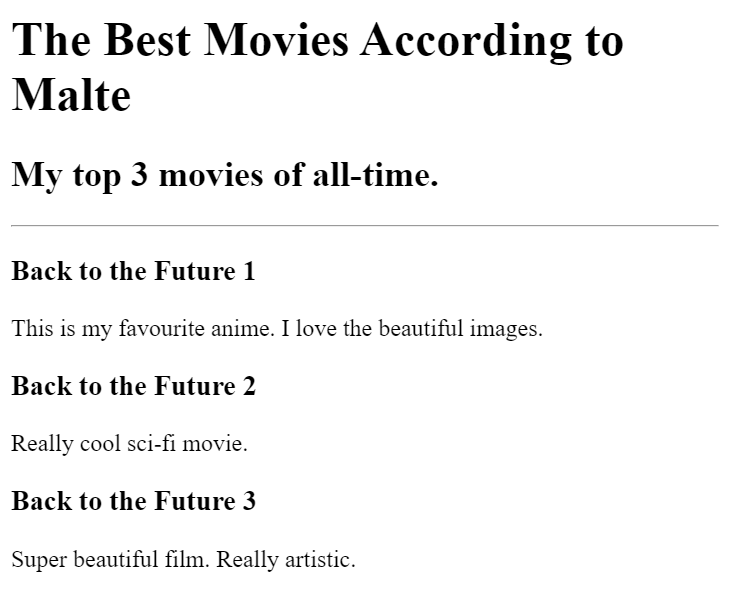 The Best Movies According to
Malte
My top 3 movies of all-time.
Back to the Future 1
This is my favourite anime. I love the beautiful images.
Back to the Future 2
Really cool sci-fi movie.
Back to the Future 3
Super beautiful film. Really artistic.